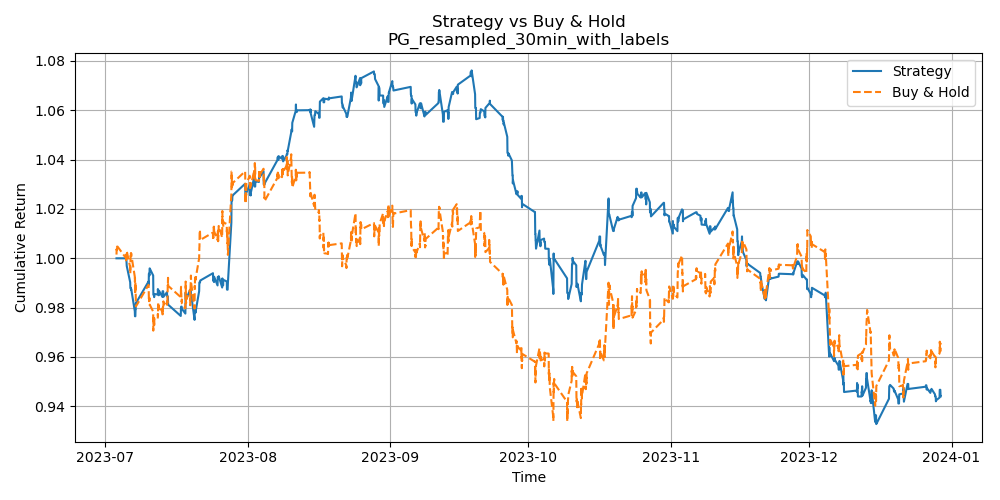 Strategy vs Buy & Hold
PG_resampled_30min_with_labels
Strategy
Buy & Hold
Cumulative Return
1.08
1.06
1.04
1.02
1.00
0.98
0.96
0.94
2023-07
2023-08
2023-09
2023-10
2023-11
2023-12
2024-01
Time